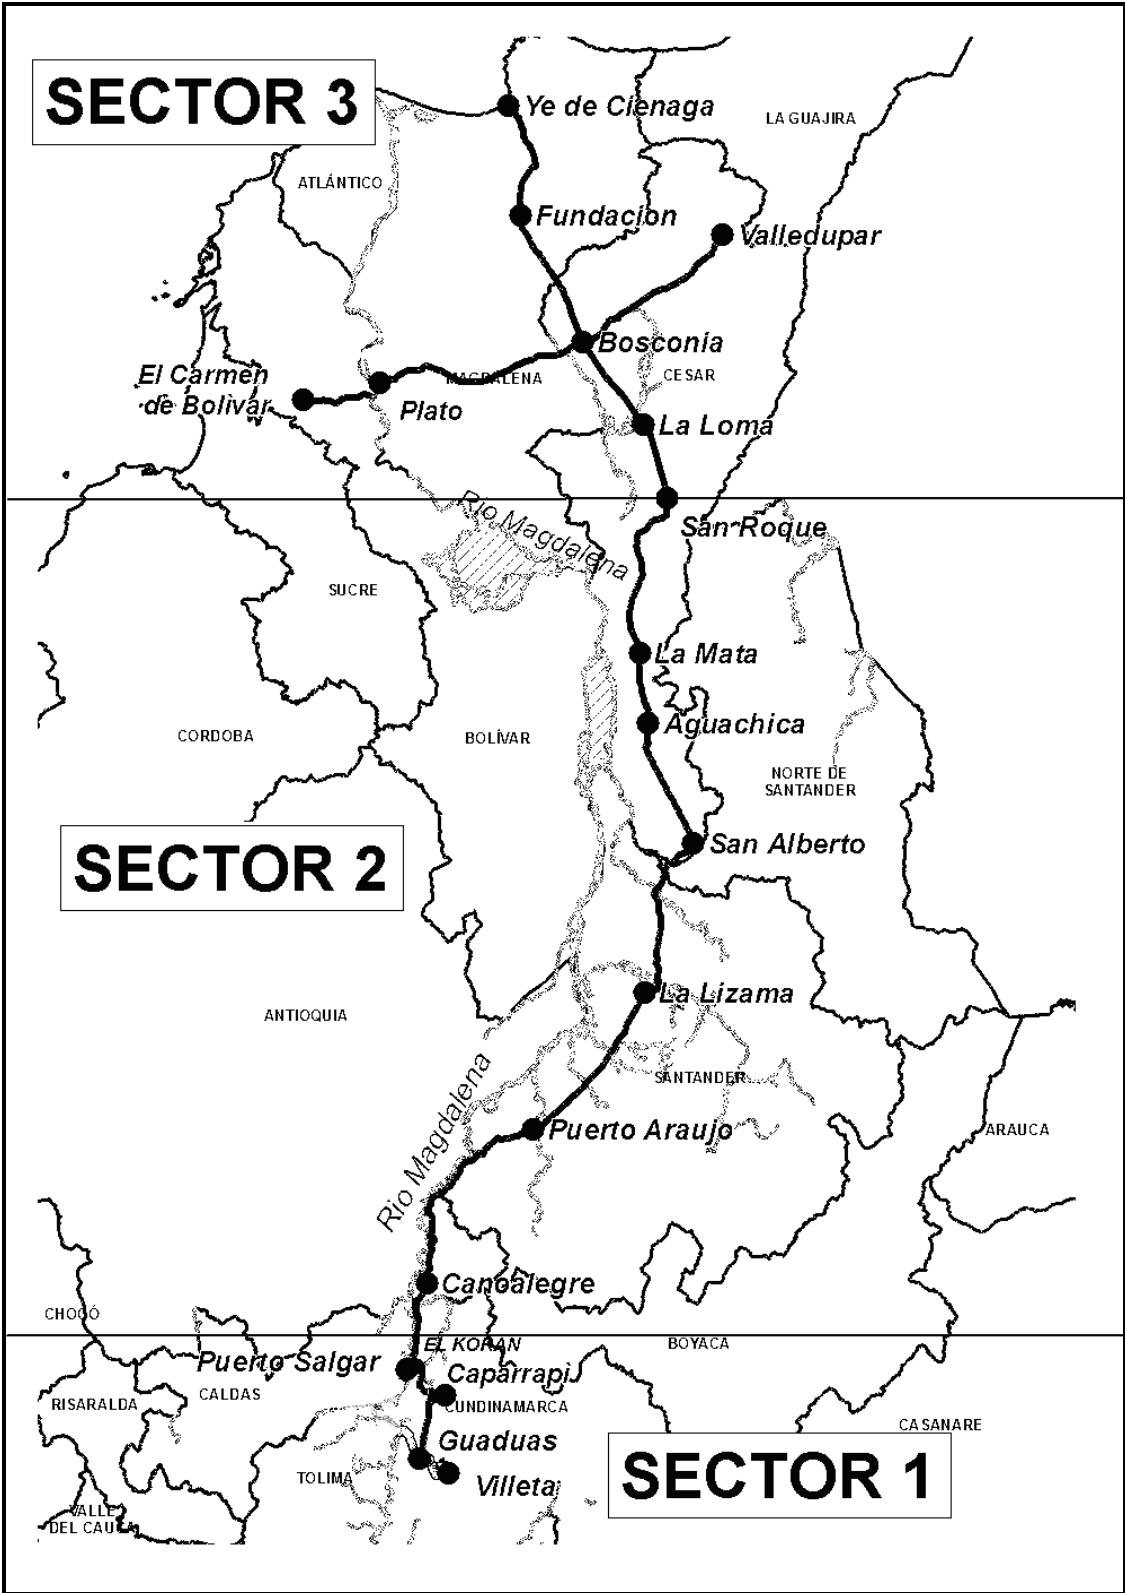 SECTOR 3
Ye de Cienaga
LA GUAJIRA
ATLÁNTICO
Fundacion
Valledupar
Bosconia
El Carmen
de Bolivar
MAGDALENA
CESAR
Plato
La Loma
Rio Magdalena
San Roque
SUCRE
La Mata
Aguachica
CORDOBA
BOLÍVAR
NORTE DE
SANTANDER
SECTOR 2
San Alberto
La Lizama
ANTIOQUIA
Rio Magdalena
SANTANDER
Puerto Araujo
ARAUCA
Canoalegre
CHOCÓ
EL KORAN
BOYACA
Puerto Salgar
Caparrapi
CALDAS
RISARALDA
CUNDINAMARCA
CASANARE
Guaduas
SECTOR 1
TOLIMA
Villeta
VALLE
DEL CAUCA